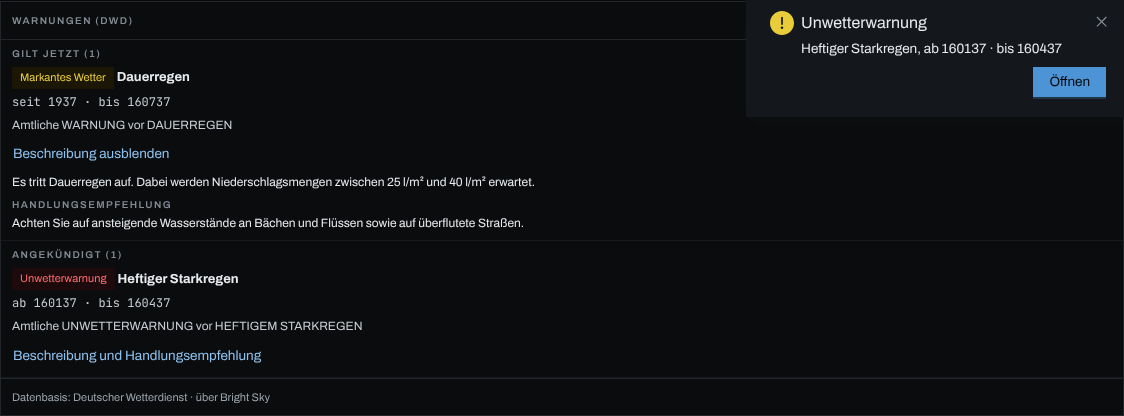 WARNUNGEN (DWD)
GILT JETZT (1)
Markantes Wetter Dauerregen
seit 1937 · bis 160737
Amtliche WARNUNG vor DAUERREGEN
Beschreibung ausblenden
Es tritt Dauerregen auf. Dabei werden Niederschlagsmengen zwischen 25 l/m² und 40 l/m² erwartet.
HANDLUNGSEMPFEHLUNG
Achten Sie auf ansteigende Wasserstände an Bächen und Flüssen sowie auf überflutete Straßen.
ANGEKÜNDIGT (1)
Unwetterwarnung Heftiger Starkregen
ab 160137 · bis 160437
Amtliche UNWETTERWARNUNG vor HEFTIGEM STARKREGEN
Beschreibung und Handlungsempfehlung
Datenbasis: Deutscher Wetterdienst · über Bright Sky
Unwetterwarnung
Heftiger Starkregen, ab 160137 · bis 160437
Öffnen